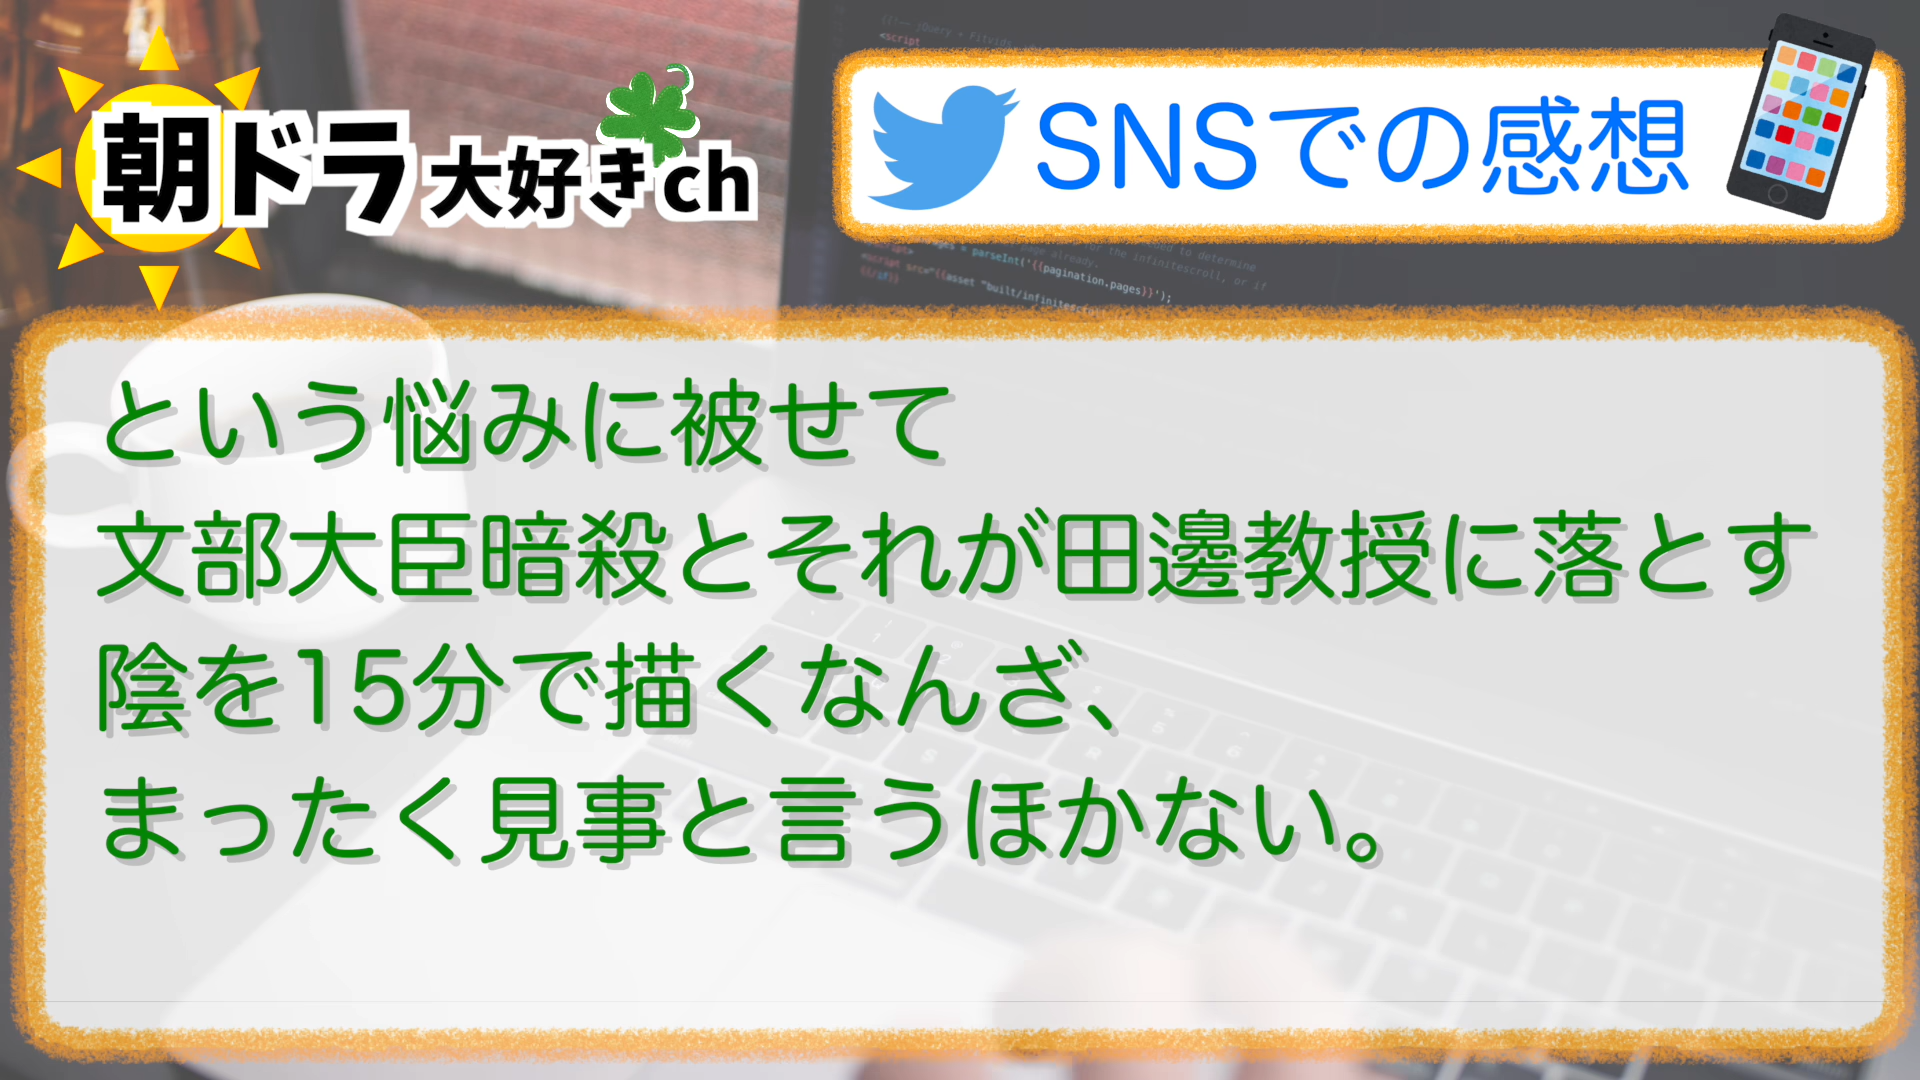 朝ドラ大好きch
SNSでの感想
という悩みに被せて
文部大臣暗殺とそれが田邊教授に落とす
陰を15分で描くなんざ、
まったく見事と言うほかない。